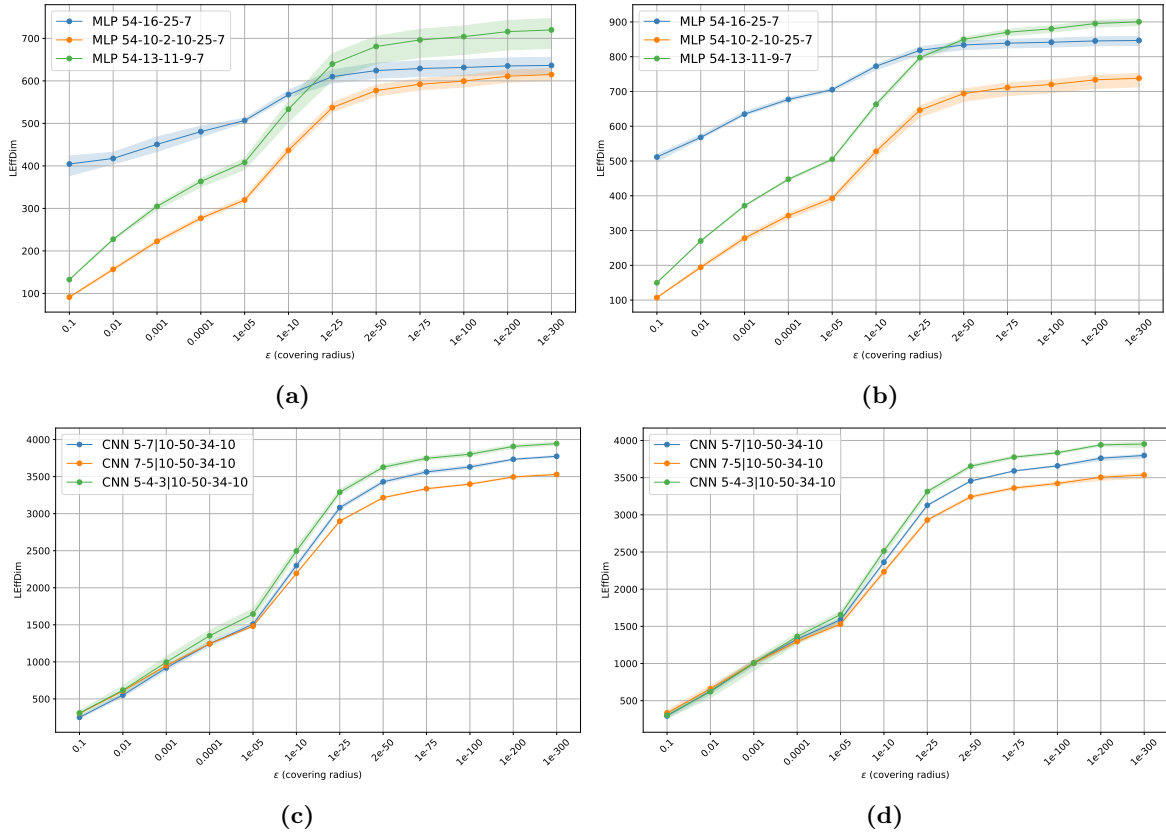 MLP 54-16-25-7
MLP 54-10-2-10-25-7
MLP 54-13-11-9-7
LEffDim
700
600
500
400
300
200
100
0.1
0.01
0.001
0.0001
1e-05
1e-10
1e-25
2e-50
1e-75
1e-100
1e-200
1e-300
ε (covering radius)
(a)
MLP 54-16-25-7
MLP 54-10-2-10-25-7
MLP 54-13-11-9-7
LEffDim
900
800
700
600
500
400
300
200
100
0.1
0.01
0.001
0.0001
1e-05
1e-10
1e-25
2e-50
1e-75
1e-100
1e-200
1e-300
ε (covering radius)
(b)
CNN 5-7|10-50-34-10
CNN 7-5|10-50-34-10
CNN 5-4-3|10-50-34-10
LEffDim
4000
3500
3000
2500
2000
1500
1000
500
0.1
0.01
0.001
0.0001
1e-05
1e-10
1e-25
2e-50
1e-75
1e-100
1e-200
1e-300
ε (covering radius)
(c)
CNN 5-7|10-50-34-10
CNN 7-5|10-50-34-10
CNN 5-4-3|10-50-34-10
LEffDim
4000
3500
3000
2500
2000
1500
1000
500
0.1
0.01
0.001
0.0001
1e-05
1e-10
1e-25
2e-50
1e-75
1e-100
1e-200
1e-300
ε (covering radius)
(d)